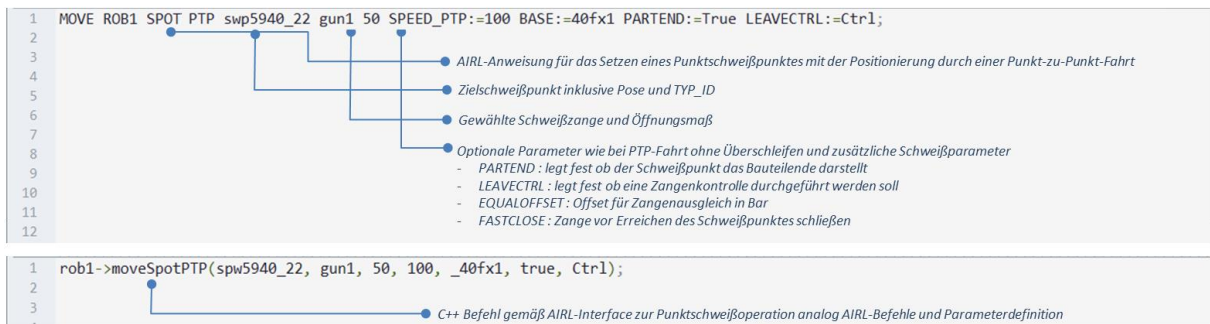 1 MOVE ROB1 SPOT PTP swp5940_22 gun1 50 SPEED_PTP:=100 BASE:=40fx1 PARTEND:=True LEAVECTRL:=Ctrl;
2
3 AIRL-Anweisung für das Setzen eines Punktschweißpunktes mit der Positionierung durch einer Punkt-zu-Punkt-Fahrt
4
5 Zielschweißpunkt inklusive Pose und TYP_ID
6 Gewählte Schweißzange und Öffnungsmaß
7
8 Optionale Parameter wie bei PTP-Fahrt ohne Überschleifen und zusätzliche Schweißparameter
9 - PARTEND : legt fest ob der Schweißpunkt das Bauteilende darstellt
10 - LEAVECTRL : legt fest ob eine Zangenkontrolle durchgeführt werden soll
11 - EQUALOFFSET : Offset für Zangenausgleich in Bar
12 - FASTCLOSE : Zange vor Erreichen des Schweißpunktes schließen
1 rob1->moveSpotPTP(spw5940_22, gun1, 50, 100, _40fx1, true, Ctrl);
2
3 C++ Befehl gemäß AIRL-Interface zur Punktschweißoperation analog AIRL-Befehle und Parameterdefinition